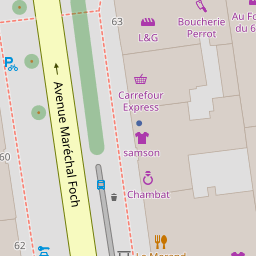 63
L&G
Boucherie
Perrot
Au Fo
du 6
Carrefour
Express
← Avenue Maréchal Foch
samson
60
Chambat
62